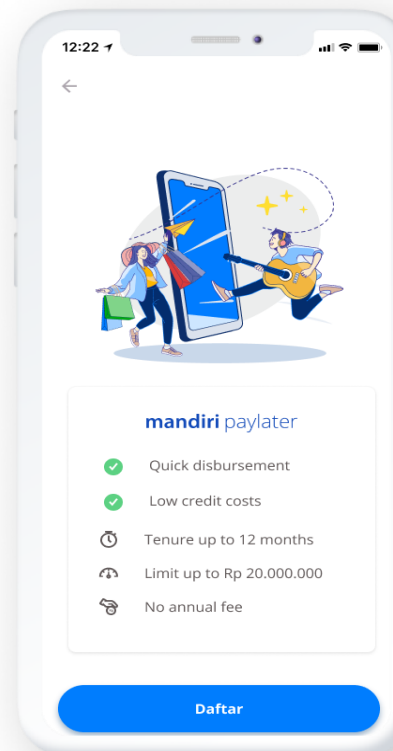 12:22
mandiri paylater
Quick disbursement
Low credit costs
Tenure up to 12 months
Limit up to Rp 20.000.000
No annual fee
Daftar